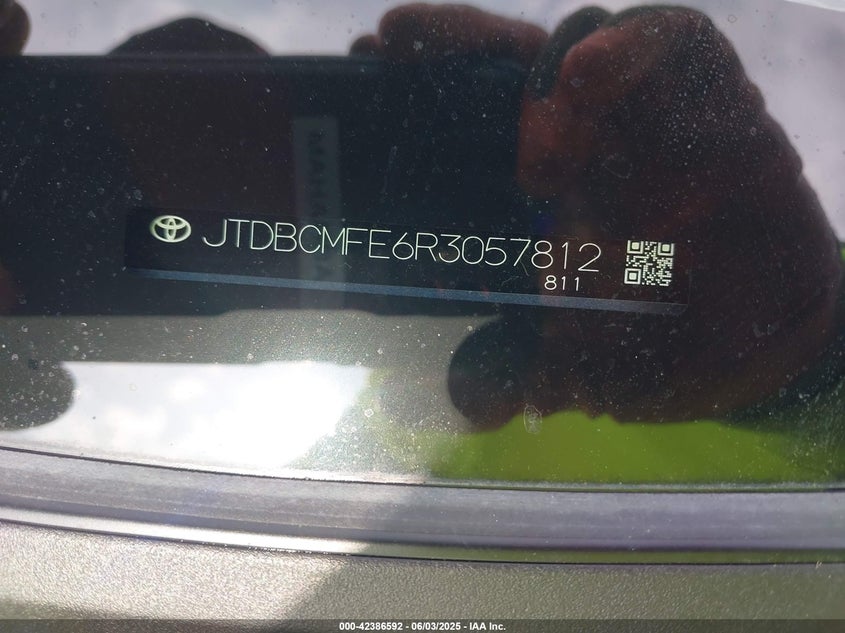 JTDBCMFE6R3057812
811
000-42386592 - 06/03/2025 - IAA Inc.